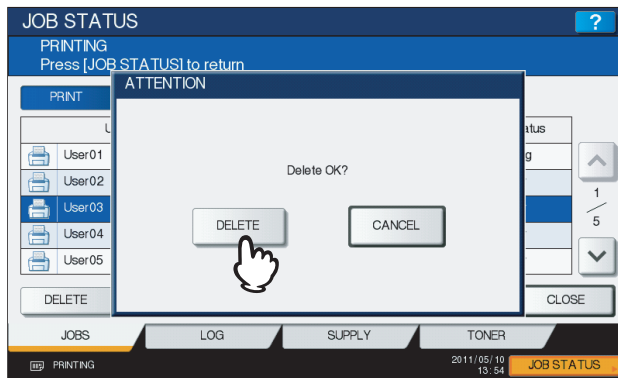 JOB STATUS
?
PRINTING
Press [JOB STATUS] to return
ATTENTION
PRINT
atus
User01
g
User02
Delete OK?
1
User03
5
DELETE
CANCEL
User04
User05
DELETE
CLOSE
JOBS
LOG
SUPPLY
TONER
PRINTING
2011/05/10
13:54
JOB STATUS